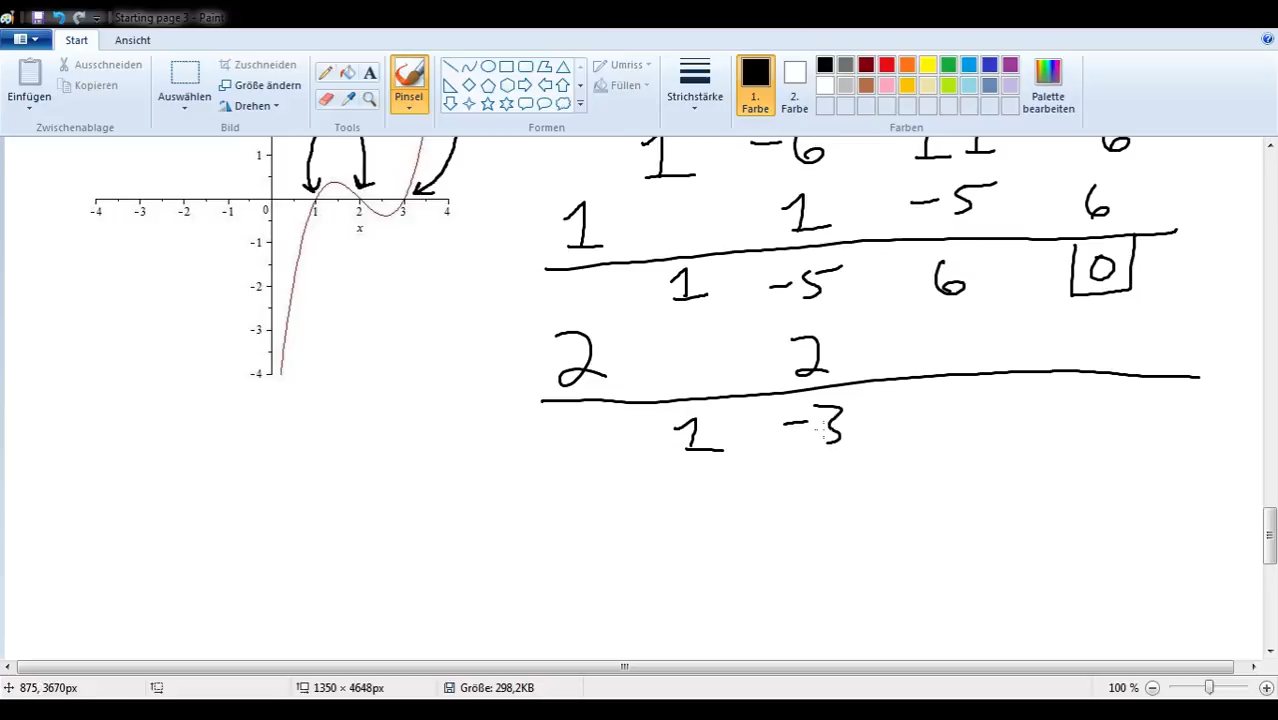 Starting page 3 - Paint
Start Ansicht
Einfügen
Ausschneiden
Kopieren
Zwischenablage
Auswählen
Zuschneiden
Größe ändern
Drehen
Bild
A
Tools
Pinsel
Formen
Umriss
Füllen
Strichstärke
1. Farbe
2. Farbe
Palette bearbeiten
Farben
1 -6 11 6
1 1 -5 6
1 -5 6 0
2 2
1 -3
1
-4 -3 -2 -1 0 1 2 3 4
x
-1
-2
-3
-4
875, 3670px
1350 × 4648px
Größe: 298,2KB
100 %